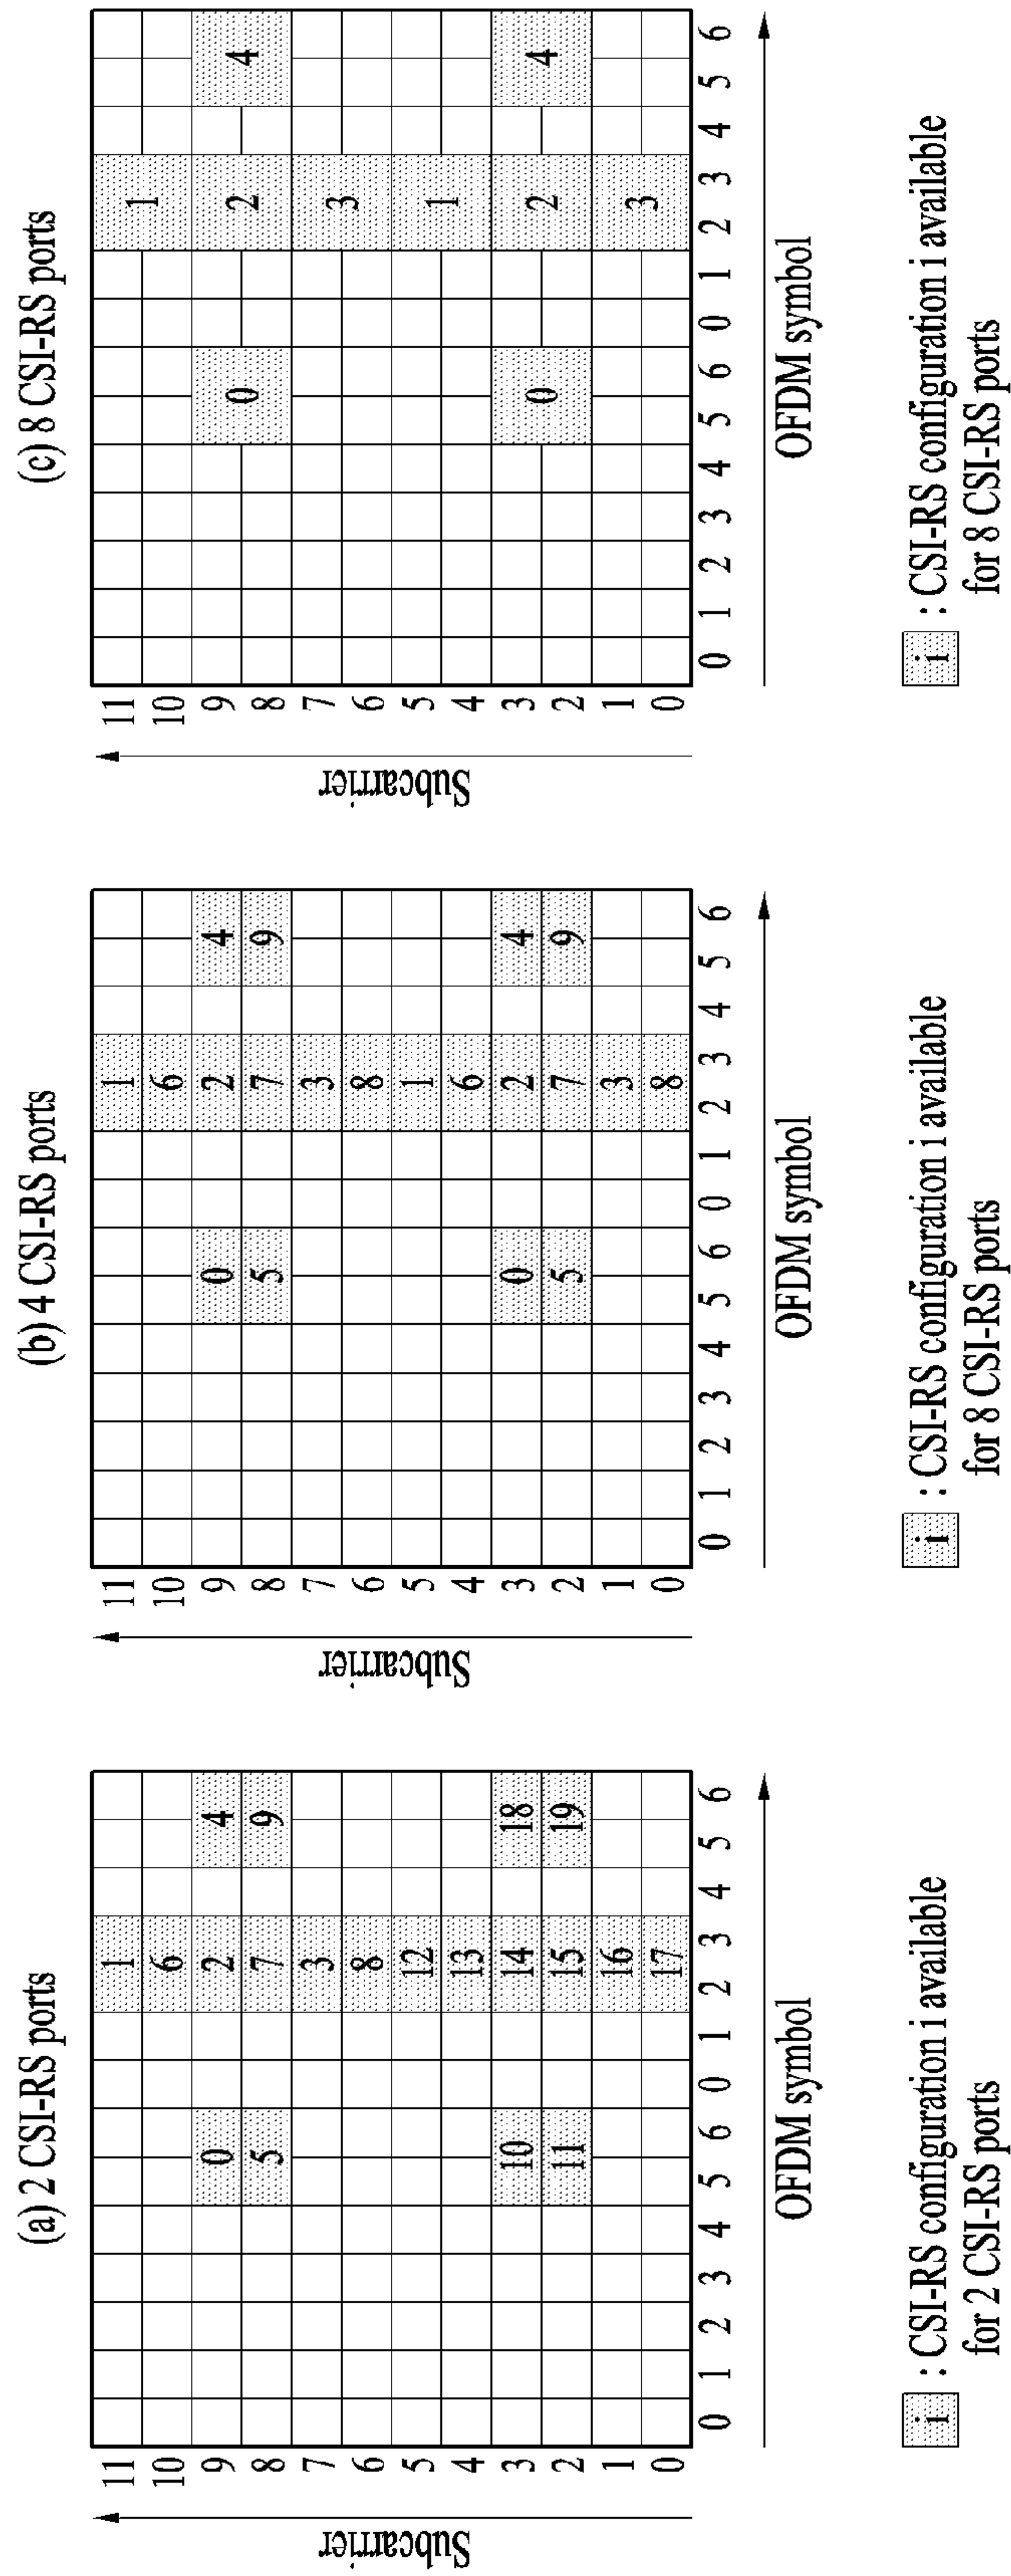 (a) 2 CSI-RS ports
Subcarrier
11 1
10 6
9 0 2 4
8 5 7 9
7 3
6 8
5 12
4 13
3 10 14 18
2 11 15 19
1 16
0 17
0 1 2 3 4 5 6 0 1 2 3 4 5 6
OFDM symbol
i : CSI-RS configuration i available
for 2 CSI-RS ports
(b) 4 CSI-RS ports
Subcarrier
11 1
10 6
9 0 2 4
8 5 7 9
7 3
6 8
5 1
4 6
3 0 2 4
2 5 7 9
1 3
0 8
0 1 2 3 4 5 6 0 1 2 3 4 5 6
OFDM symbol
i : CSI-RS configuration i available
for 8 CSI-RS ports
(c) 8 CSI-RS ports
Subcarrier
11
1
10
9
0 2 4
8
7
3
6
5
1
4
3
0 2 4
2
1
3
0
0 1 2 3 4 5 6 0 1 2 3 4 5 6
OFDM symbol
i : CSI-RS configuration i available
for 8 CSI-RS ports